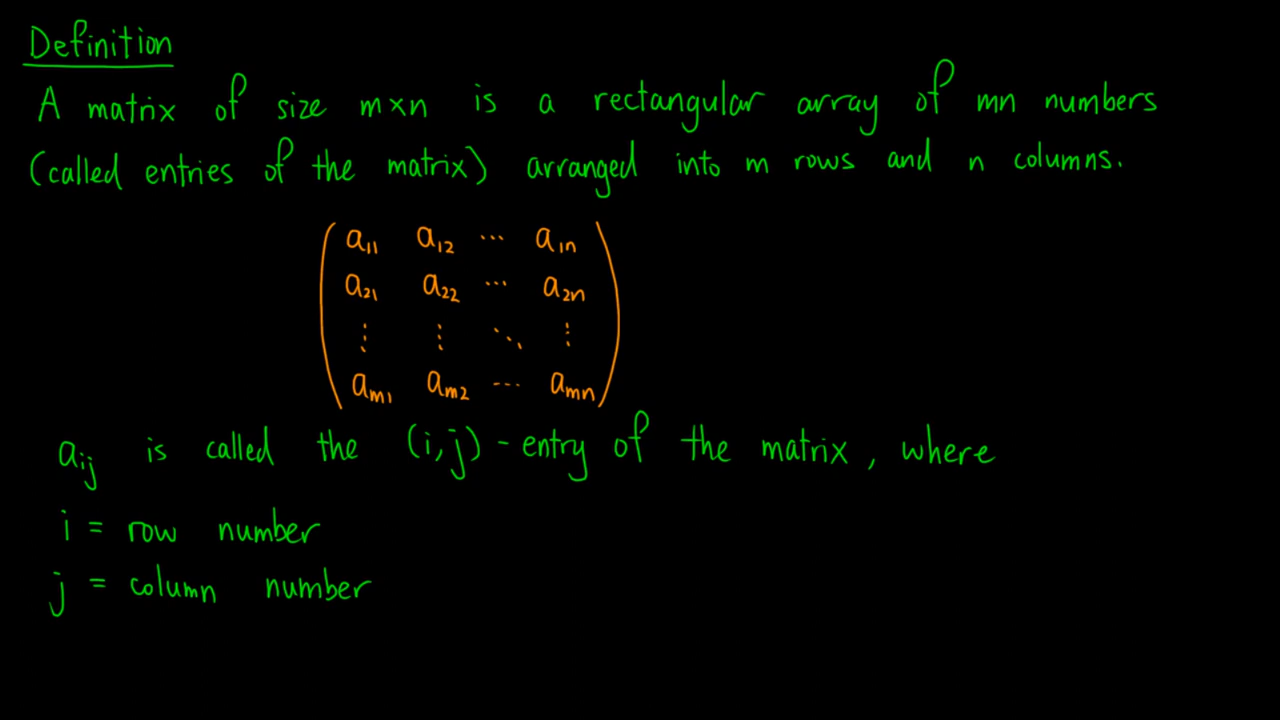 Definition
A matrix of size m×n is a rectangular array of mn numbers
(called entries of the matrix) arranged into m rows and n columns.
a₁₁ a₁₂ ⋯ a₁ₙ
a₂₁ a₂₂ ⋯ a₂ₙ
⋮ ⋮ ⋱ ⋮
aₘ₁ aₘ₂ ⋯ aₘₙ
aᵢⱼ is called the (i,j)-entry of the matrix, where
i = row number
j = column number